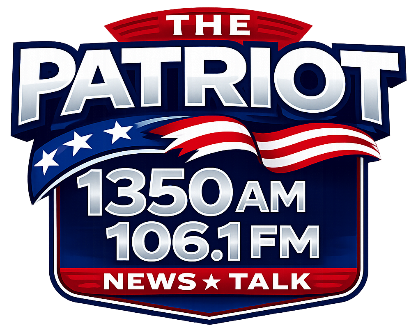 THE
PATRIOT
1350 AM
106.1 FM
NEWS ★ TALK